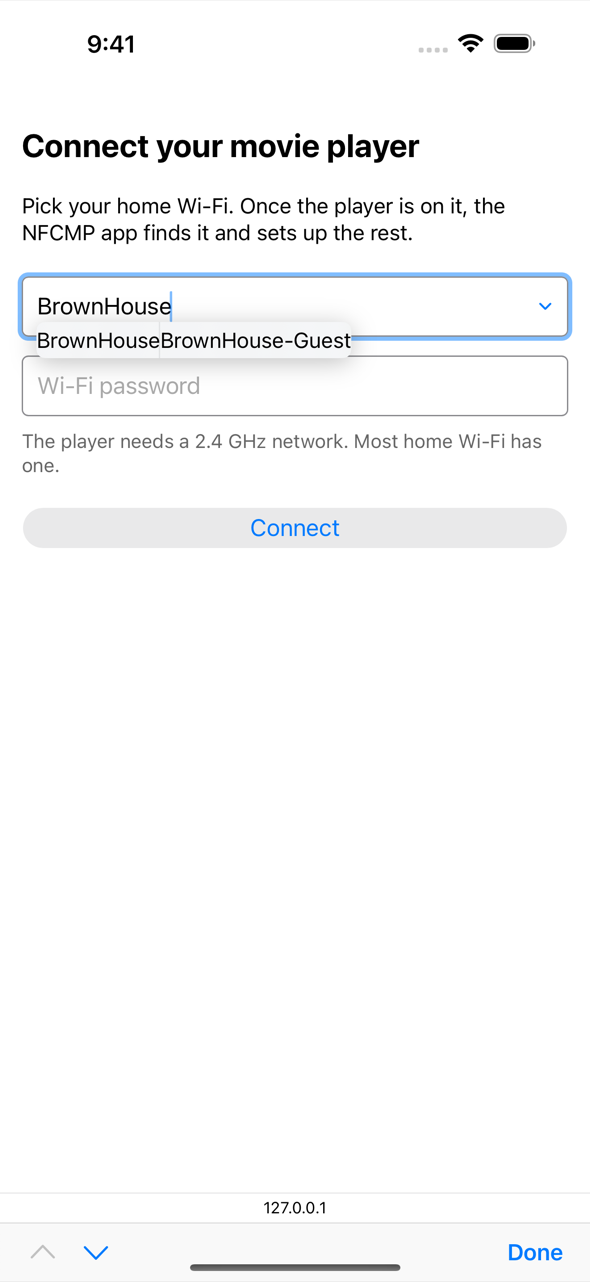 9:41
Connect your movie player
Pick your home Wi-Fi. Once the player is on it, the
NFCMP app finds it and sets up the rest.
BrownHouse
BrownHouse BrownHouse-Guest
Wi-Fi password
The player needs a 2.4 GHz network. Most home Wi-Fi has
one.
Connect
127.0.0.1
Done